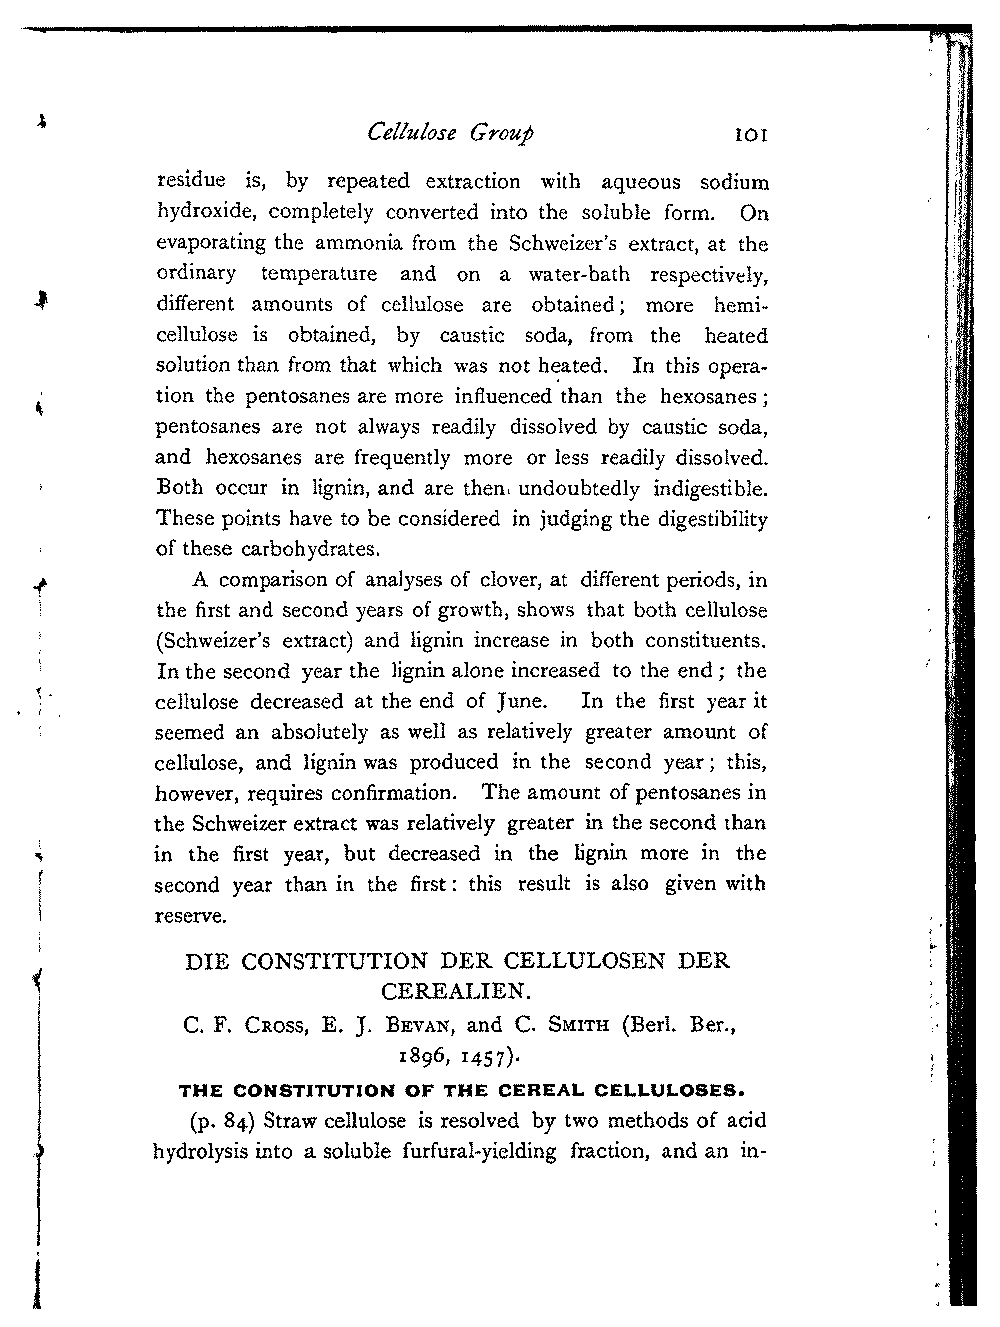 Cellulose Group 101
residue is, by repeated extraction with aqueous sodium
hydroxide, completely converted into the soluble form. On
evaporating the ammonia from the Schweizer's extract, at the
ordinary temperature and on a water-bath respectively,
different amounts of cellulose are obtained; more hemi-
cellulose is obtained, by caustic soda, from the heated
solution than from that which was not heated. In this opera-
tion the pentosanes are more influenced than the hexosanes;
pentosanes are not always readily dissolved by caustic soda,
and hexosanes are frequently more or less readily dissolved.
Both occur in lignin, and are then undoubtedly indigestible.
These points have to be considered in judging the digestibility
of these carbohydrates.
A comparison of analyses of clover, at different periods, in
the first and second years of growth, shows that both cellulose
(Schweizer's extract) and lignin increase in both constituents.
In the second year the lignin alone increased to the end; the
cellulose decreased at the end of June. In the first year it
seemed an absolutely as well as relatively greater amount of
cellulose, and lignin was produced in the second year; this,
however, requires confirmation. The amount of pentosanes in
the Schweizer extract was relatively greater in the second than
in the first year, but decreased in the lignin more in the
second year than in the first: this result is also given with
reserve.
DIE CONSTITUTION DER CELLULOSEN DER
CEREALIEN.
C. F. CROSS, E. J. BEVAN, and C. SMITH (Berl. Ber.,
1896, 1457).
THE CONSTITUTION OF THE CEREAL CELLULOSES.
(p. 84) Straw cellulose is resolved by two methods of acid
hydrolysis into a soluble furfural-yielding fraction, and an in-